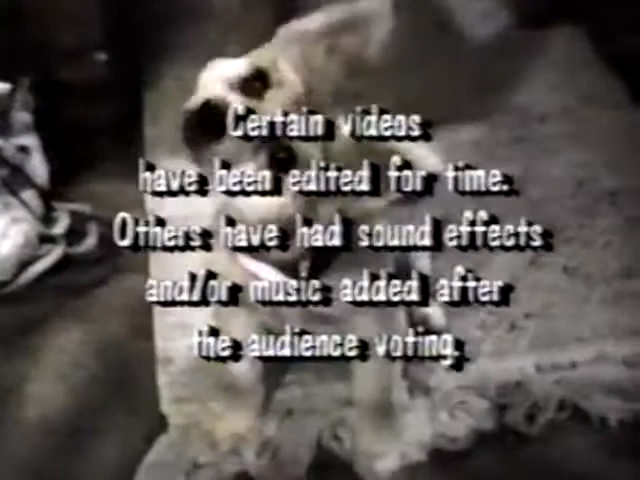 Certain videos
have been edited for time.
Others have had sound effects
and/or music added after
the audience voting.